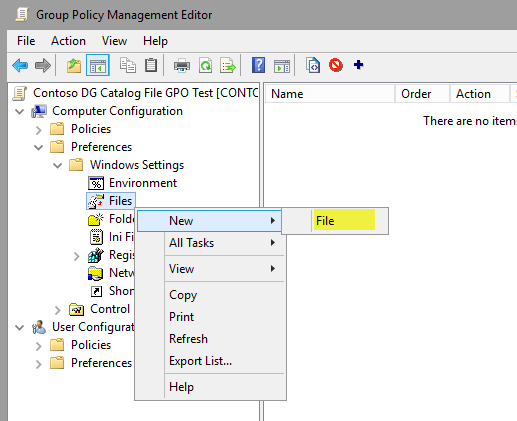 Group Policy Management Editor
File Action View Help
Contoso DG Catalog File GPO Test [CONTO
Computer Configuration
Policies
Preferences
Windows Settings
Environment
Files
Folde
Ini Fi
Regis
Netw
Shor
Control
User Configurat
Policies
Preferences
Name Order Action
There are no item
New
All Tasks
View
Copy
Print
Refresh
Export List...
Help
File